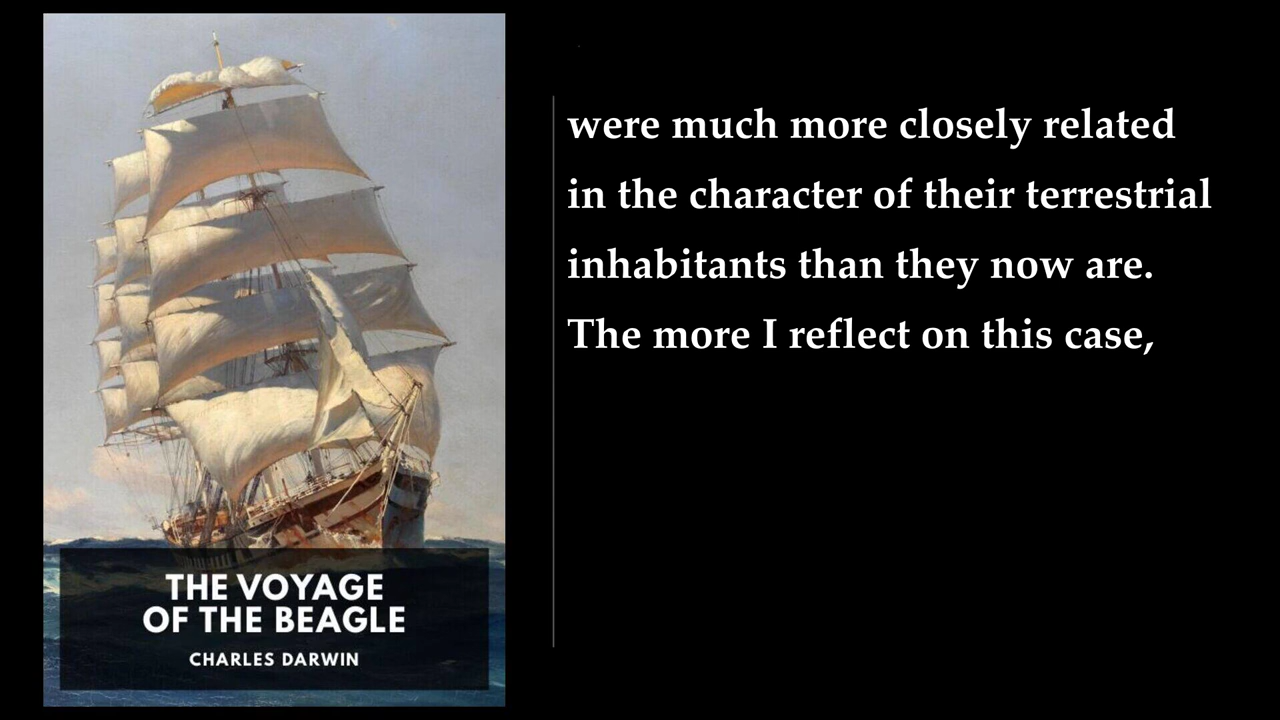 THE VOYAGE
OF THE BEAGLE
CHARLES DARWIN
were much more closely related
in the character of their terrestrial
inhabitants than they now are.
The more I reflect on this case,